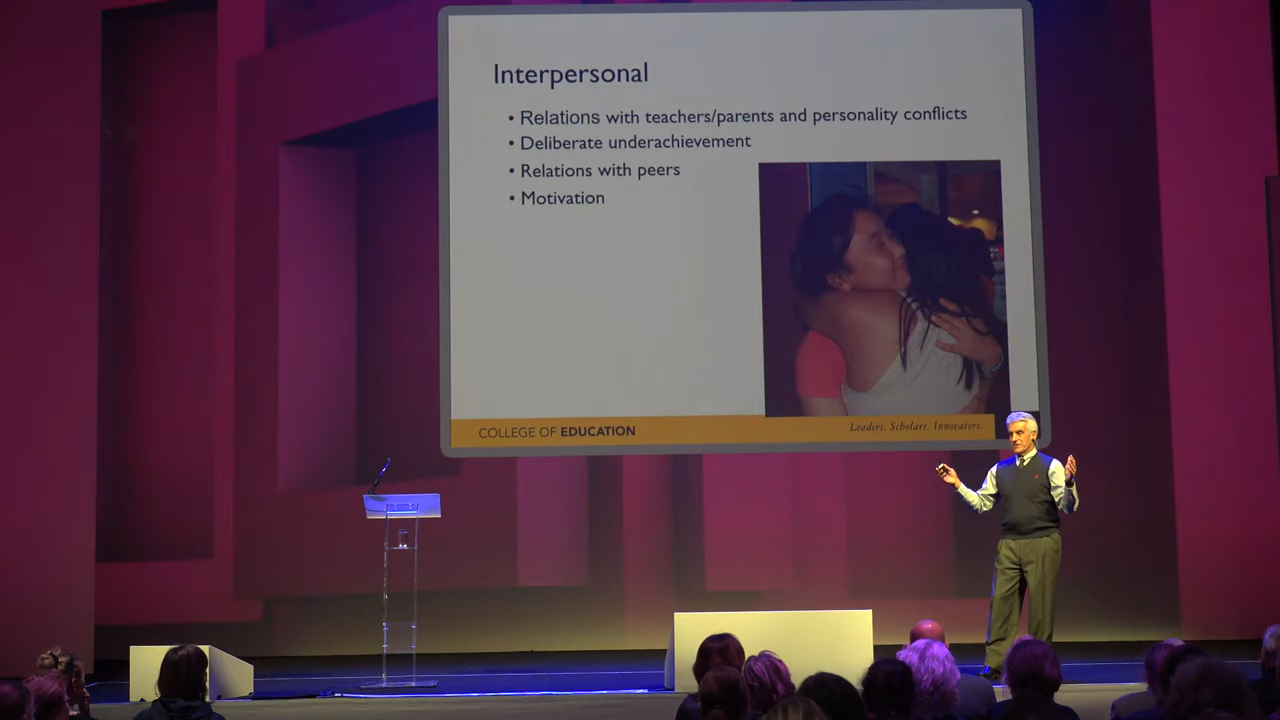 Interpersonal
• Relations with teachers/parents and personality conflicts
• Deliberate underachievement
• Relations with peers
• Motivation
COLLEGE OF EDUCATION
Leaders. Scholars. Innovators.